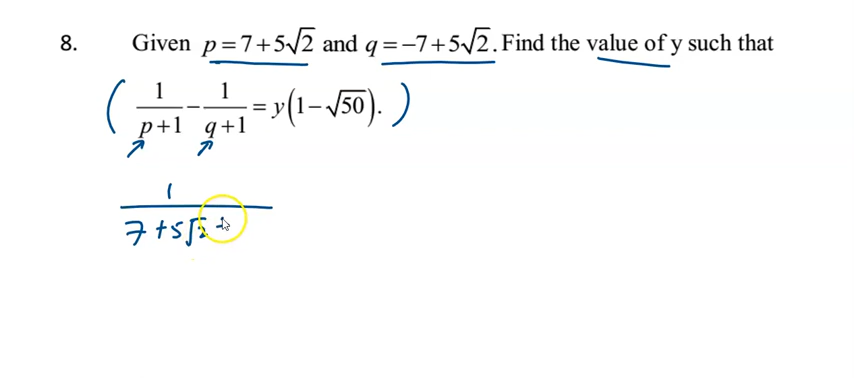 8. Given p = 7 + 5√2 and q = −7 + 5√2. Find the value of y such that
( 1/(p+1) − 1/(q+1) = y(1 − √50). )
1/(7 + 5√2 +